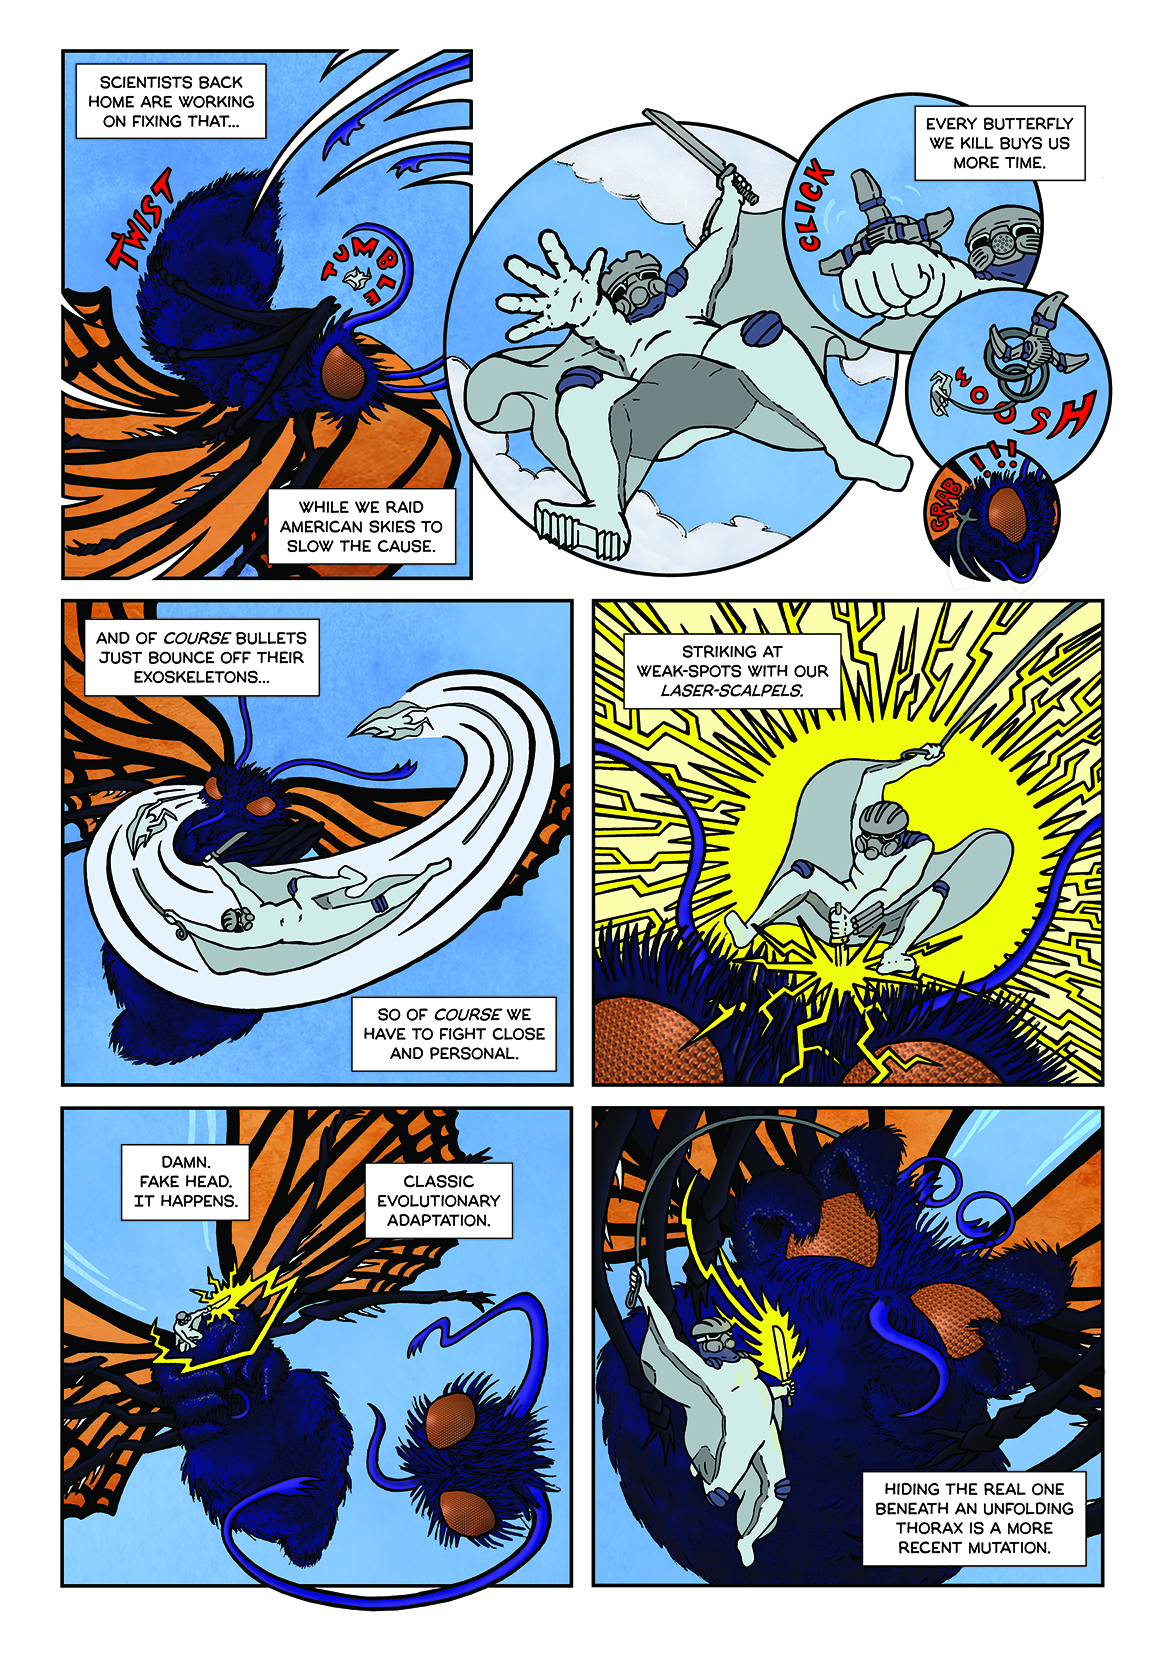 SCIENTISTS BACK
HOME ARE WORKING
ON FIXING THAT...
TWIST
TUMBLE
WHILE WE RAID
AMERICAN SKIES TO
SLOW THE CAUSE.
EVERY BUTTERFLY
WE KILL BUYS US
MORE TIME.
CLICK
WOOSH
GRAB
!!!
AND OF COURSE BULLETS
JUST BOUNCE OFF THEIR
EXOSKELETONS...
SO OF COURSE WE
HAVE TO FIGHT CLOSE
AND PERSONAL.
STRIKING AT
WEAK-SPOTS WITH OUR
LASER-SCALPELS.
DAMN.
FAKE HEAD.
IT HAPPENS.
CLASSIC
EVOLUTIONARY
ADAPTATION.
HIDING THE REAL ONE
BENEATH AN UNFOLDING
THORAX IS A MORE
RECENT MUTATION.